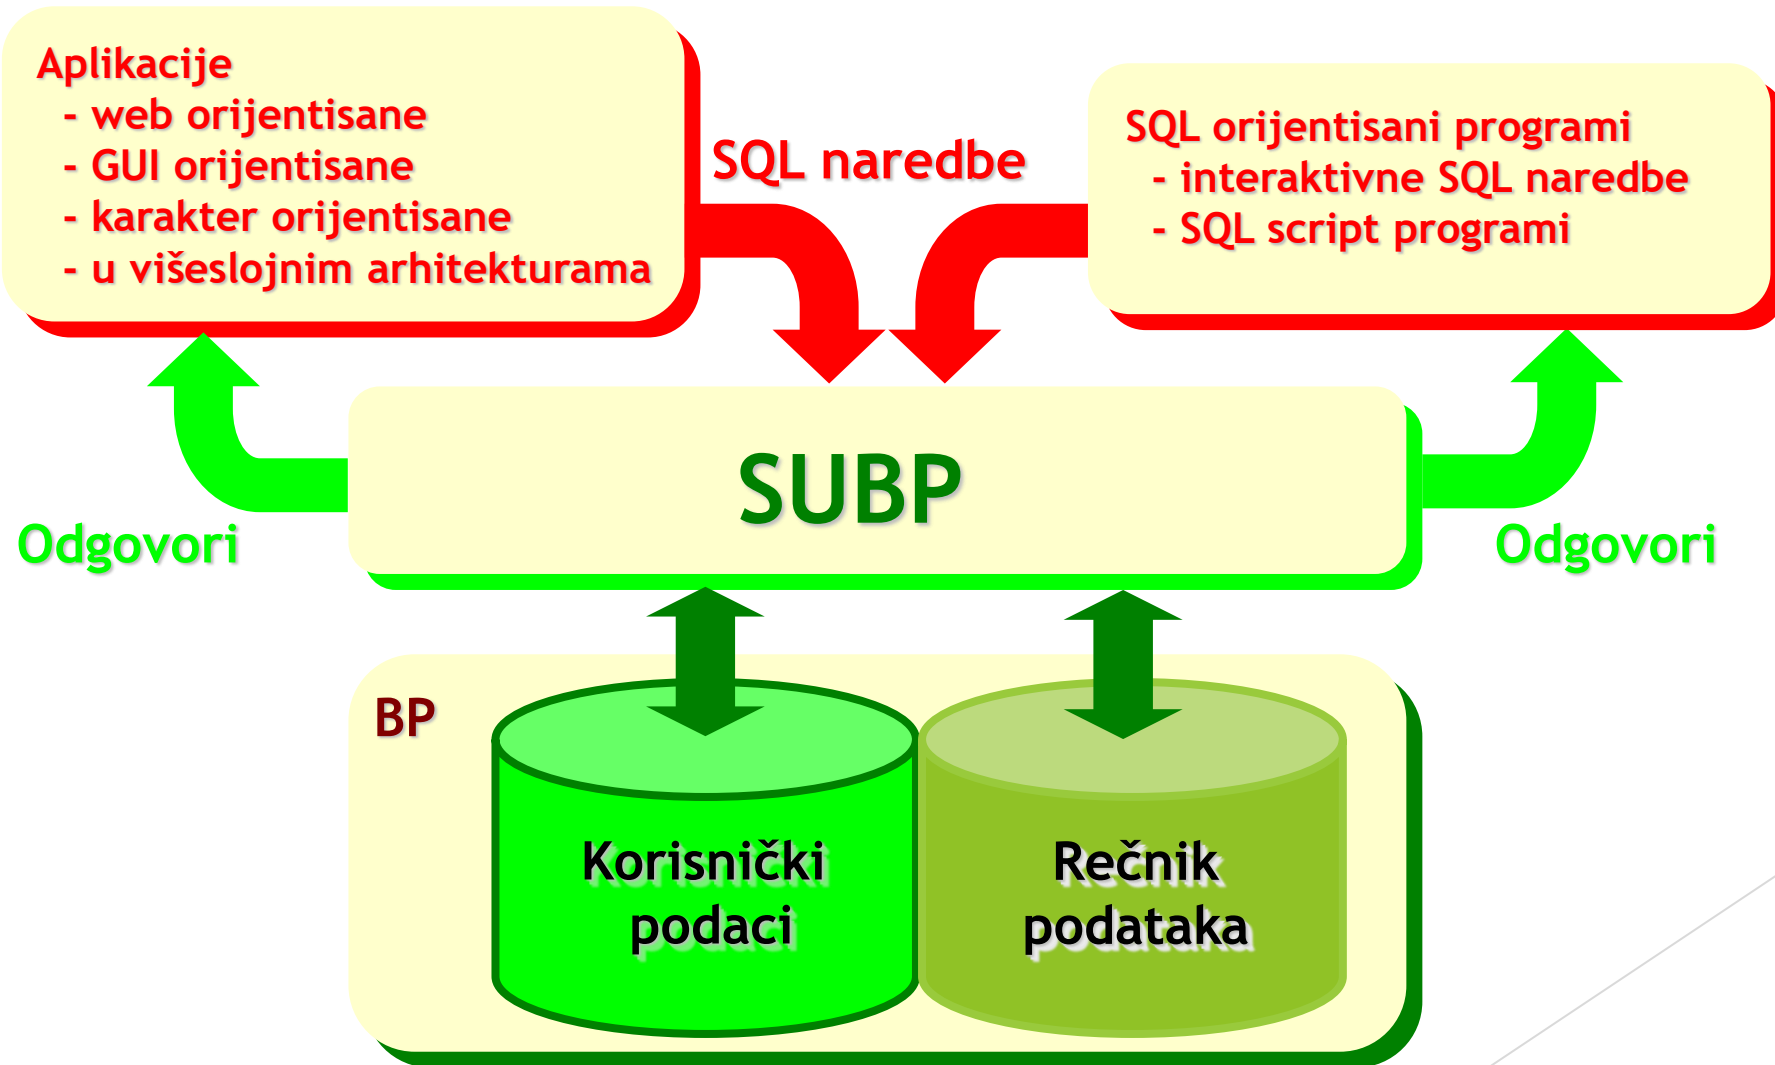 Aplikacije
- web orijentisane
- GUI orijentisane
- karakter orijentisane
- u višeslojnim arhitekturama
SQL naredbe
SQL orijentisani programi
- interaktivne SQL naredbe
- SQL script programi
SUBP
Odgovori
Odgovori
BP
Korisnički
podaci
Rečnik
podataka